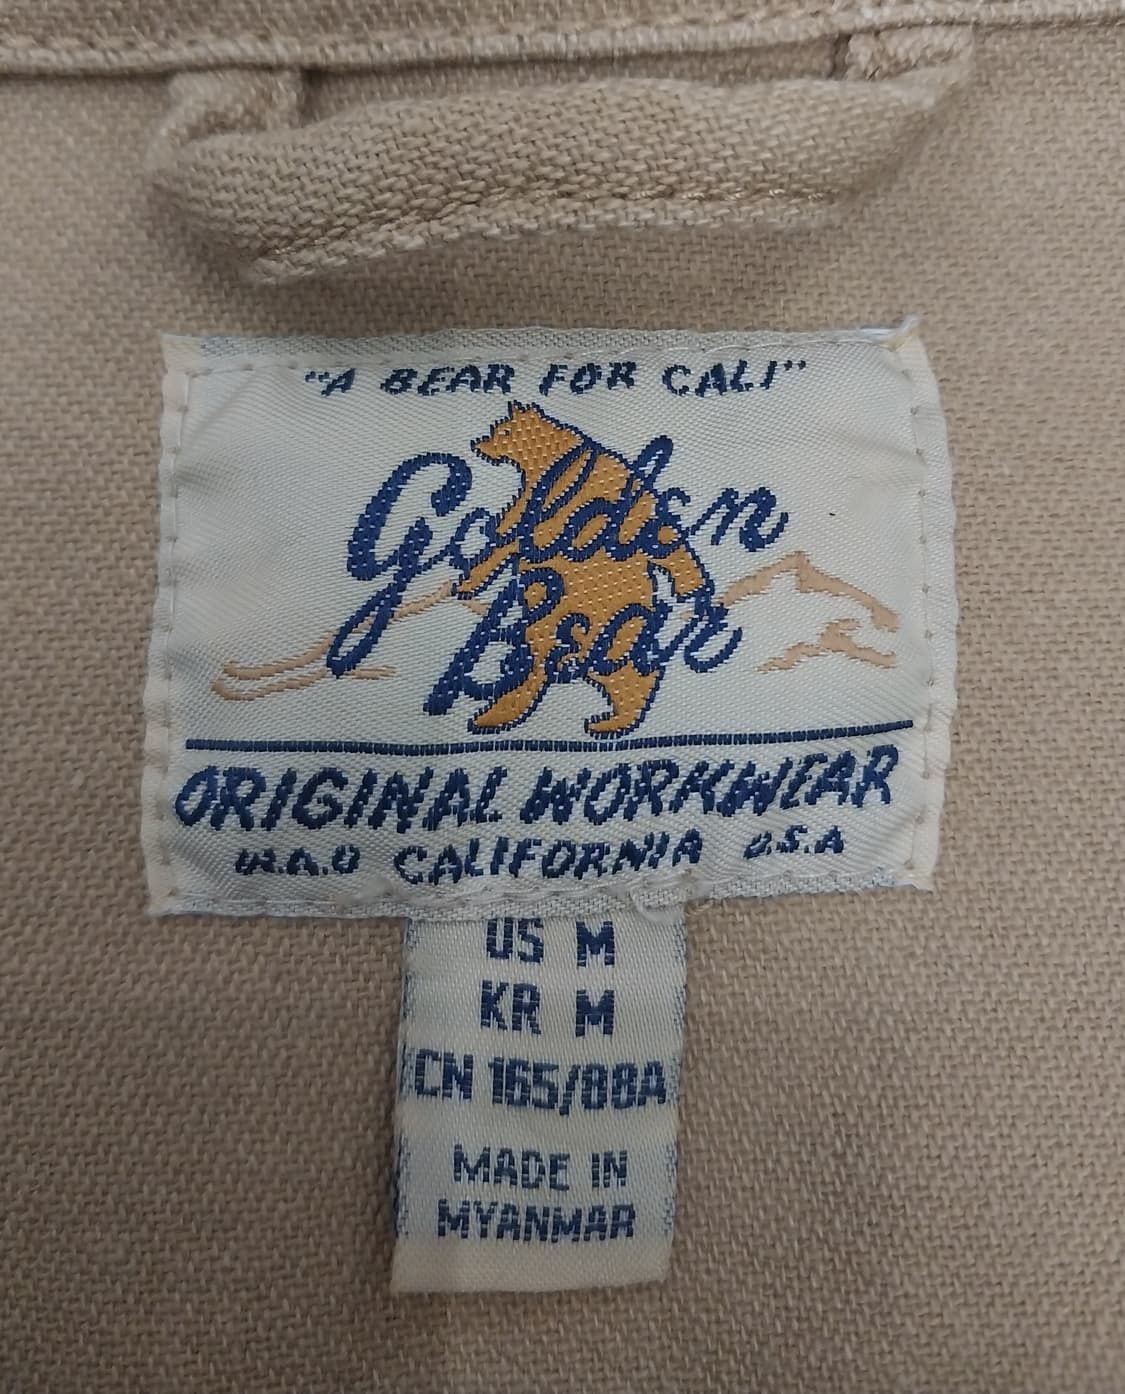 "A BEAR FOR CALI"
Golden
Bear
ORIGINAL WORKWEAR
W.A.O CALIFORNIA U.S.A
US M
KR M
CN 165/88A
MADE IN
MYANMAR